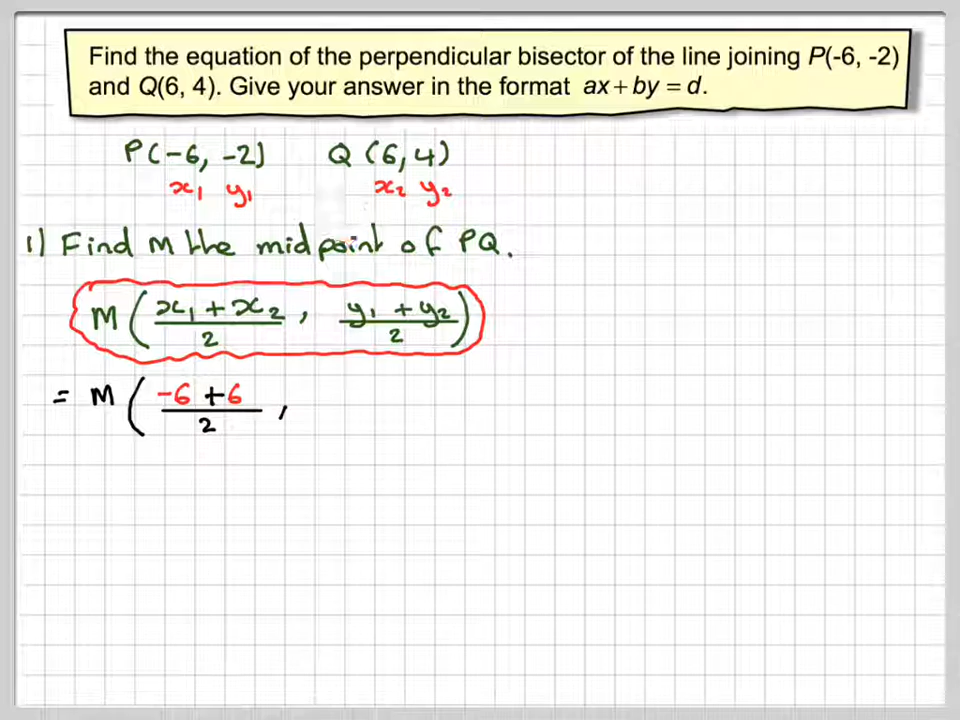 Find the equation of the perpendicular bisector of the line joining P(-6, -2)
and Q(6, 4). Give your answer in the format ax + by = d.
P(-6, -2) Q (6, 4)
x₁ y₁ x₂ y₂
1) Find M the midpoint of PQ.
M ( x₁ + x₂ / 2 , y₁ + y₂ / 2 )
= M ( -6 + 6 / 2 ,